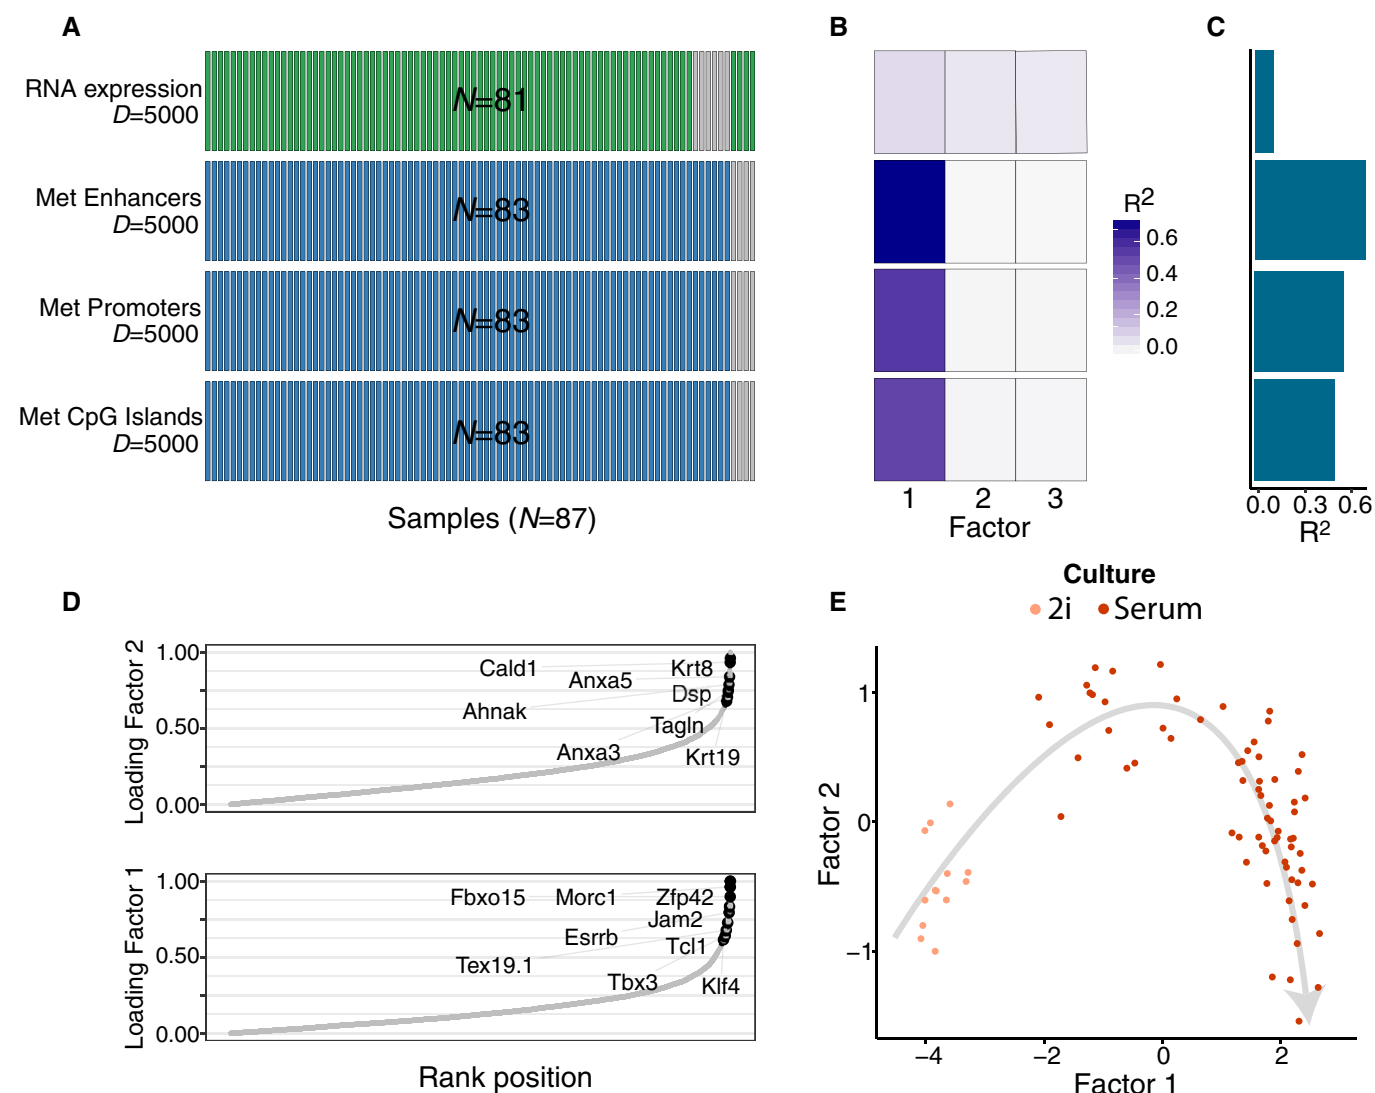 A
RNA expression
D=5000
N=81
Met Enhancers
D=5000
N=83
Met Promoters
D=5000
N=83
Met CpG Islands
D=5000
N=83
Samples (N=87)
B
R2
0.6
0.4
0.2
0.0
1 2 3
Factor
C
0.0 0.3 0.6
R2
D
Loading Factor 2
1.00
0.50
0.00
Cald1
Krt8
Anxa5
Dsp
Ahnak
Tagln
Anxa3
Krt19
Loading Factor 1
1.00
0.50
0.00
Fbxo15
Morc1
Zfp42
Jam2
Esrrb
Tcl1
Tex19.1
Tbx3
Klf4
Rank position
E
Culture
2i Serum
Factor 2
1
0
−1
−4 −2 0 2
Factor 1